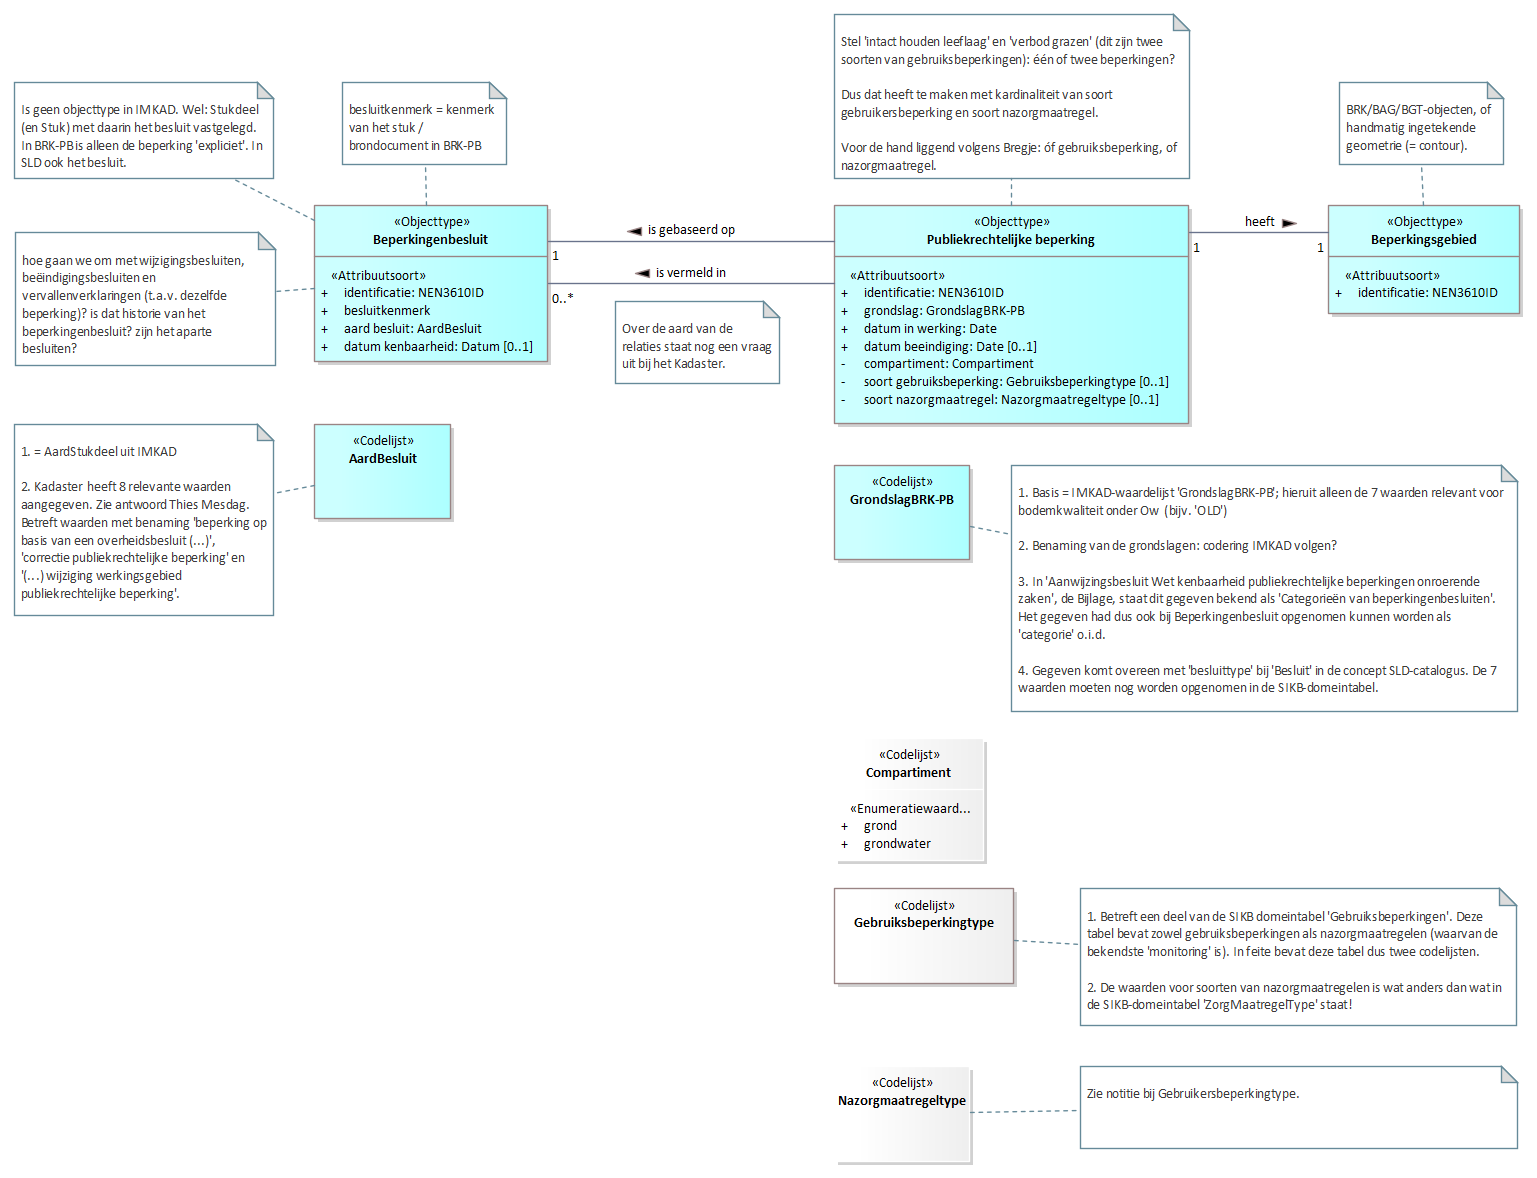 Stel 'intact houden leeflaag' en 'verbod grazen' (dit zijn twee
soorten van gebruiksbeperkingen): één of twee beperkingen?
Dus dat heeft te maken met kardinaliteit van soort
gebruikersbeperking en soort nazorgmaatregel.
Voor de hand liggend volgens Bregje: óf gebruiksbeperking, of
nazorgmaatregel.
Is geen objecttype in IMKAD. Wel: Stukdeel
(en Stuk) met daarin het besluit vastgelegd.
In BRK-PB is alleen de beperking 'expliciet'. In
SLD ook het besluit.
besluitkenmerk = kenmerk
van het stuk /
brondocument in BRK-PB
BRK/BAG/BGT-objecten, of
handmatig ingetekende
geometrie (= contour).
hoe gaan we om met wijzigingsbesluiten,
beëindigingsbesluiten en
vervallenverklaringen (t.a.v. dezelfde
beperking)? is dat historie van het
beperkingenbesluit? zijn het aparte
besluiten?
«Objecttype»
Beperkingenbesluit
«Attribuutsoort»
+ identificatie: NEN3610ID
+ besluitkenmerk
+ aard besluit: AardBesluit
+ datum kenbaarheid: Datum [0..1]
is gebaseerd op
1
is vermeld in
0..*
Over de aard van de
relaties staat nog een vraag
uit bij het Kadaster.
«Objecttype»
Publiekrechtelijke beperking
«Attribuutsoort»
+ identificatie: NEN3610ID
+ grondslag: GrondslagBRK-PB
+ datum in werking: Date
+ datum beeindiging: Date [0..1]
- compartiment: Compartiment
- soort gebruiksbeperking: Gebruiksbeperkingtype [0..1]
- soort nazorgmaatregel: Nazorgmaatregeltype [0..1]
heeft
1
1
«Objecttype»
Beperkingsgebied
«Attribuutsoort»
+ identificatie: NEN3610ID
1. = AardStukdeel uit IMKAD
2. Kadaster heeft 8 relevante waarden
aangegeven. Zie antwoord Thies Mesdag.
Betreft waarden met benaming 'beperking op
basis van een overheidsbesluit (...)',
'correctie publiekrechtelijke beperking' en
'(...) wijziging werkingsgebied
publiekrechtelijke beperking'.
«Codelijst»
AardBesluit
«Codelijst»
GrondslagBRK-PB
1. Basis = IMKAD-waardelijst 'GrondslagBRK-PB'; hieruit alleen de 7 waarden relevant voor
bodemkwaliteit onder Ow (bijv. 'OLD')
2. Benaming van de grondslagen: codering IMKAD volgen?
3. In 'Aanwijzingsbesluit Wet kenbaarheid publiekrechtelijke beperkingen onroerende
zaken', de Bijlage, staat dit gegeven bekend als 'Categorieën van beperkingenbesluiten'.
Het gegeven had dus ook bij Beperkingenbesluit opgenomen kunnen worden als
'categorie' o.i.d.
4. Gegeven komt overeen met 'besluittype' bij 'Besluit' in de concept SLD-catalogus. De 7
waarden moeten nog worden opgenomen in de SIKB-domeintabel.
«Codelijst»
Compartiment
«Enumeratiewaard...
+ grond
+ grondwater
«Codelijst»
Gebruiksbeperkingtype
1. Betreft een deel van de SIKB domeintabel 'Gebruiksbeperkingen'. Deze
tabel bevat zowel gebruiksbeperkingen als nazorgmaatregelen (waarvan de
bekendste 'monitoring' is). In feite bevat deze tabel dus twee codelijsten.
2. De waarden voor soorten van nazorgmaatregelen is wat anders dan wat in
de SIKB-domeintabel 'ZorgMaatregelType' staat!
«Codelijst»
Nazorgmaatregeltype
Zie notitie bij Gebruikersbeperkingtype.